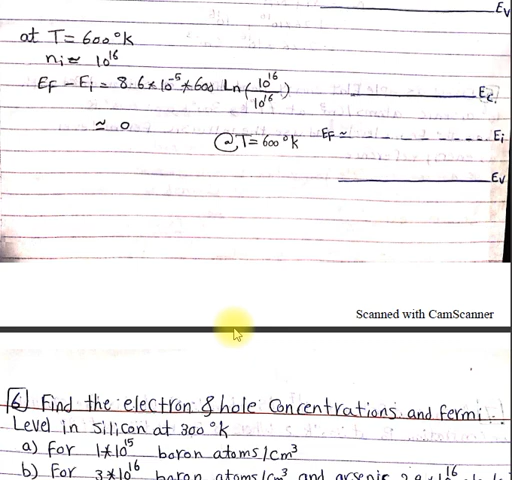 Ev
at T= 600°k
ni ≈ 10^16
EF - Ei = 8.6*10^-5 *600 Ln(10^16/10^16)
Ec
≈ 0
@T=600°k EF ≈ Ei
Ev
Scanned with CamScanner
6 Find the electron & hole Concentrations and fermi
Level in silicon at 300°k
a) For 1*10^15 boron atoms/cm^3
b) For 3*10^16 boron atoms/cm^3 and arsenic